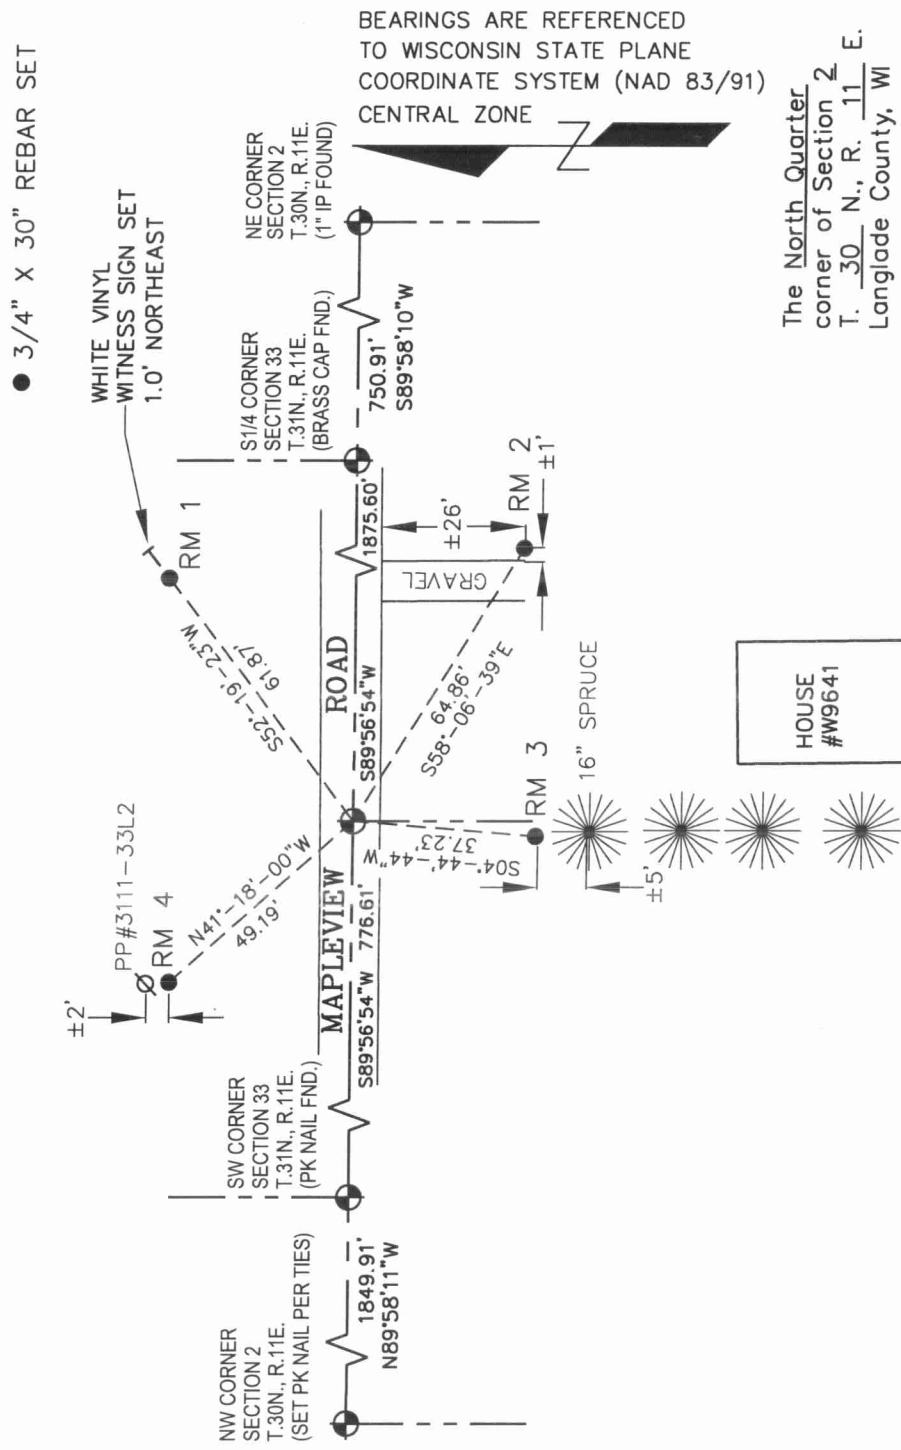 ● 3/4" X 30" REBAR SET
WHITE VINYL
WITNESS SIGN SET
1.0' NORTHEAST
BEARINGS ARE REFERENCED
TO WISCONSIN STATE PLANE
COORDINATE SYSTEM (NAD 83/91)
CENTRAL ZONE
NW CORNER
SECTION 2
T.30N., R.11E.
(SET PK NAIL PER TIES)
1849.91'
N89°58'11"W
SW CORNER
SECTION 33
T.31N., R.11E.
(PK NAIL FND.)
±2'
PP#3111-33L2
RM 4
N41°-18'-00"W
49.19'
S52°-19'-23"W
61.87'
RM 1
S1/4 CORNER
SECTION 33
T.31N., R.11E.
(BRASS CAP FND.)
NE CORNER
SECTION 2
T.30N., R.11E.
(1" IP FOUND)
750.91'
S89°58'10"W
MAPLEVIEW ROAD
S89°56'54"W 776.61'
S89°56'54"W 1875.60'
S04°-44'-44"W
37.23'
64.86'
S58°-06'-39"E
GRAVEL
±26'
RM 2
±1'
RM 3
±5'
16" SPRUCE
HOUSE
#W9641
The North Quarter
corner of Section 2
T. 30 N., R. 11 E.
Langlade County, WI